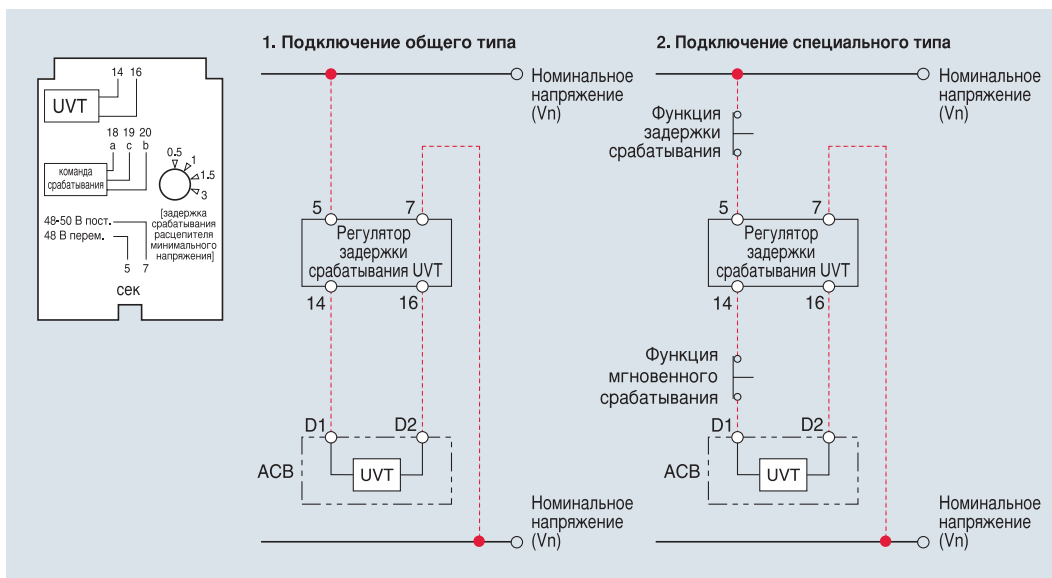 14 16
UVT
18 19 20
a c b
команда
срабатывания
0.5
1
1.5
3
48-50 В пост.
48 В перем.
[задержка
срабатывания
расцепителя
минимального
напряжения]
5 7
сек
1. Подключение общего типа
Номинальное
напряжение
(Vn)
5 7
Регулятор
задержки
срабатывания UVT
14 16
D1 D2
ACB
UVT
Номинальное
напряжение
(Vn)
2. Подключение специального типа
Номинальное
напряжение
(Vn)
Функция
задержки
срабатывания
5 7
Регулятор
задержки
срабатывания UVT
14 16
Функция
мгновенного
срабатывания
D1 D2
ACB
UVT
Номинальное
напряжение
(Vn)